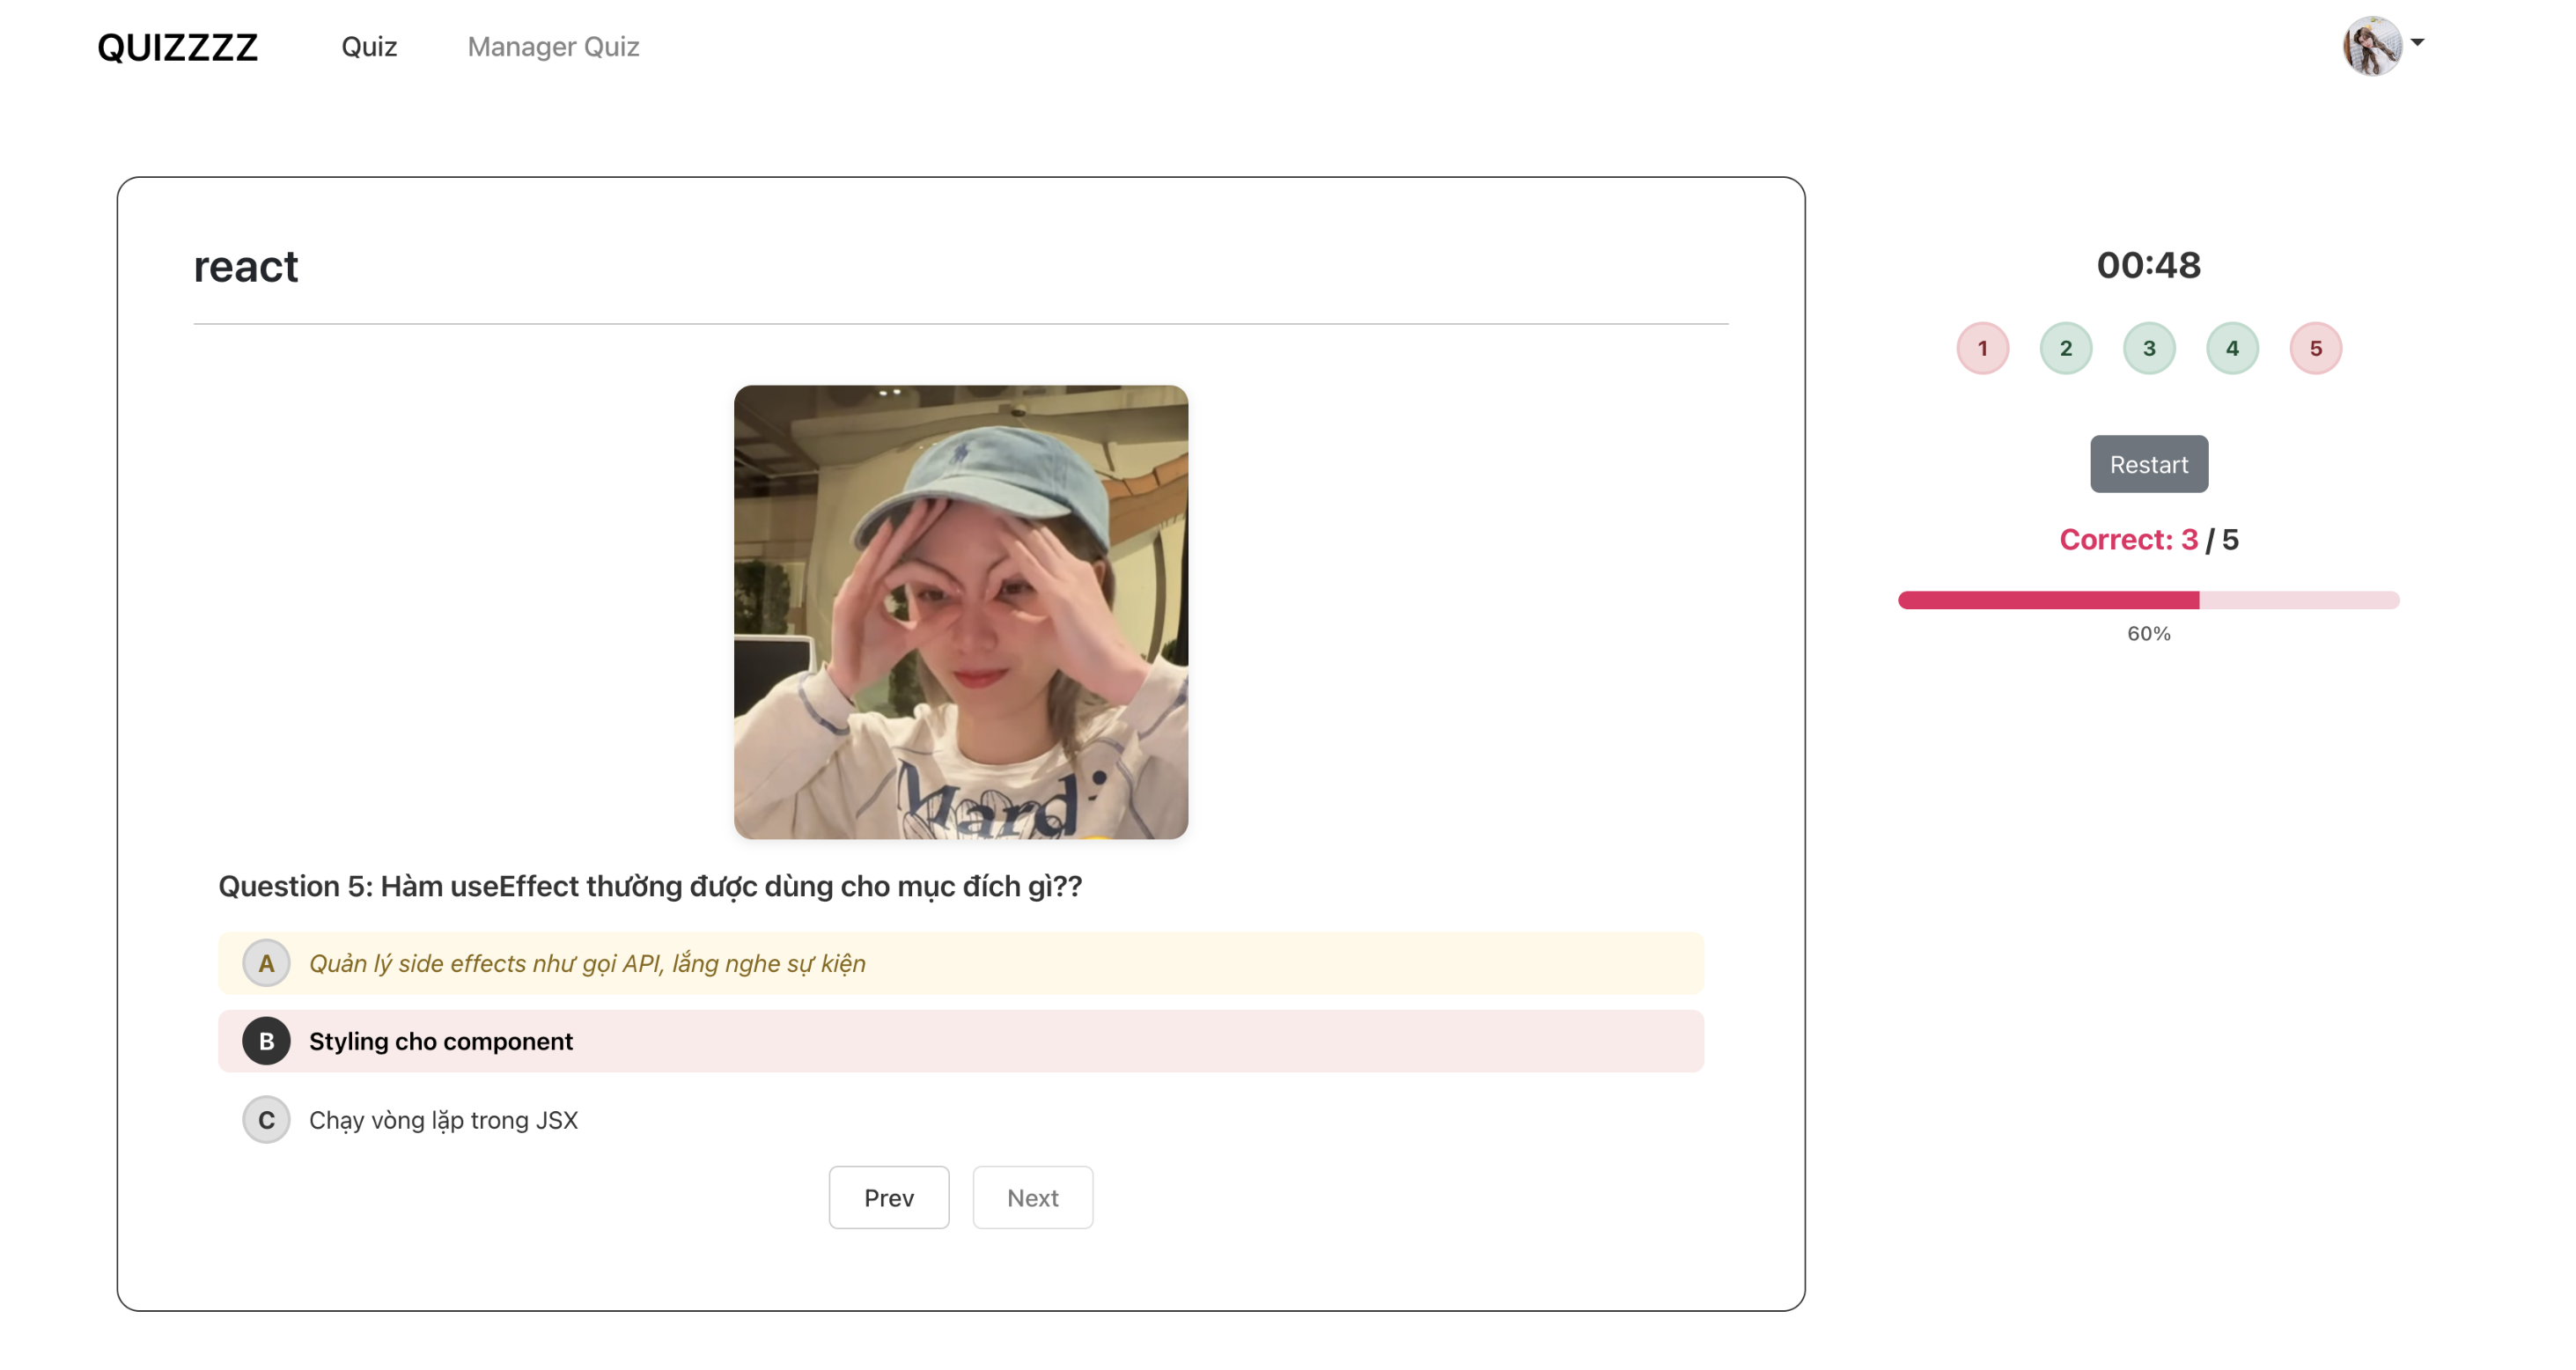 QUIZZZZ Quiz Manager Quiz
react
Mard
Question 5: Hàm useEffect thường được dùng cho mục đích gì??
A Quản lý side effects như gọi API, lắng nghe sự kiện
B Styling cho component
C Chạy vòng lặp trong JSX
Prev Next
00:48
1 2 3 4 5
Restart
Correct: 3 / 5
60%